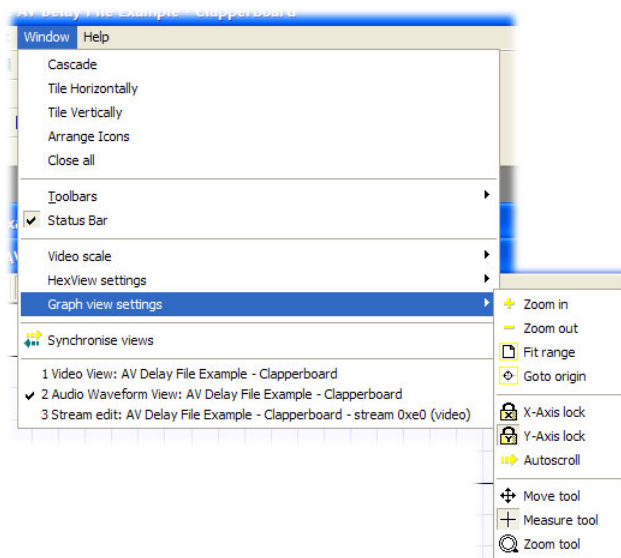 AV Delay File Example - Clapperboard
Window Help
Cascade
Tile Horizontally
Tile Vertically
Arrange Icons
Close all
Toolbars
Status Bar
Video scale
HexView settings
Graph view settings
Synchronise views
1 Video View: AV Delay File Example - Clapperboard
2 Audio Waveform View: AV Delay File Example - Clapperboard
3 Stream edit: AV Delay File Example - Clapperboard - stream 0xe0 (video)
Zoom in
Zoom out
Fit range
Goto origin
X-Axis lock
Y-Axis lock
Autoscroll
Move tool
Measure tool
Zoom tool